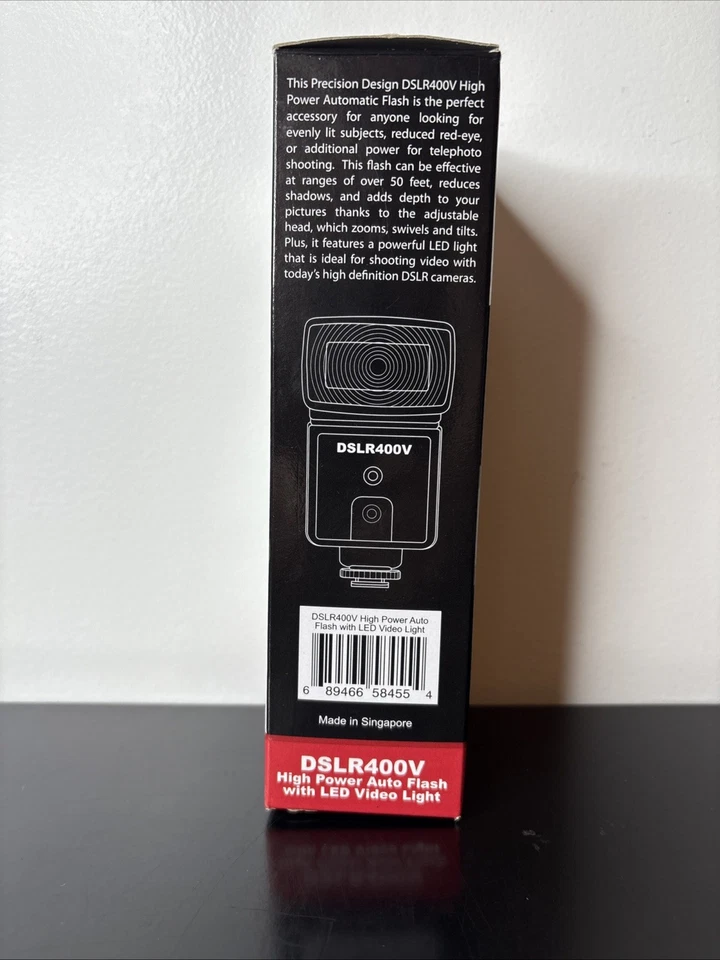 This Precision Design DSLR400V High
Power Automatic Flash is the perfect
accessory for anyone looking for
evenly lit subjects, reduced red-eye,
or additional power for telephoto
shooting. This flash can be effective
at ranges of over 50 feet, reduces
shadows, and adds depth to your
pictures thanks to the adjustable
head, which zooms, swivels and tilts.
Plus, it features a powerful LED light
that is ideal for shooting video with
today's high definition DSLR cameras.
DSLR400V
DSLR400V High Power Auto
Flash with LED Video Light
6 89466 58455 4
Made in Singapore
DSLR400V
High Power Auto Flash
with LED Video Light